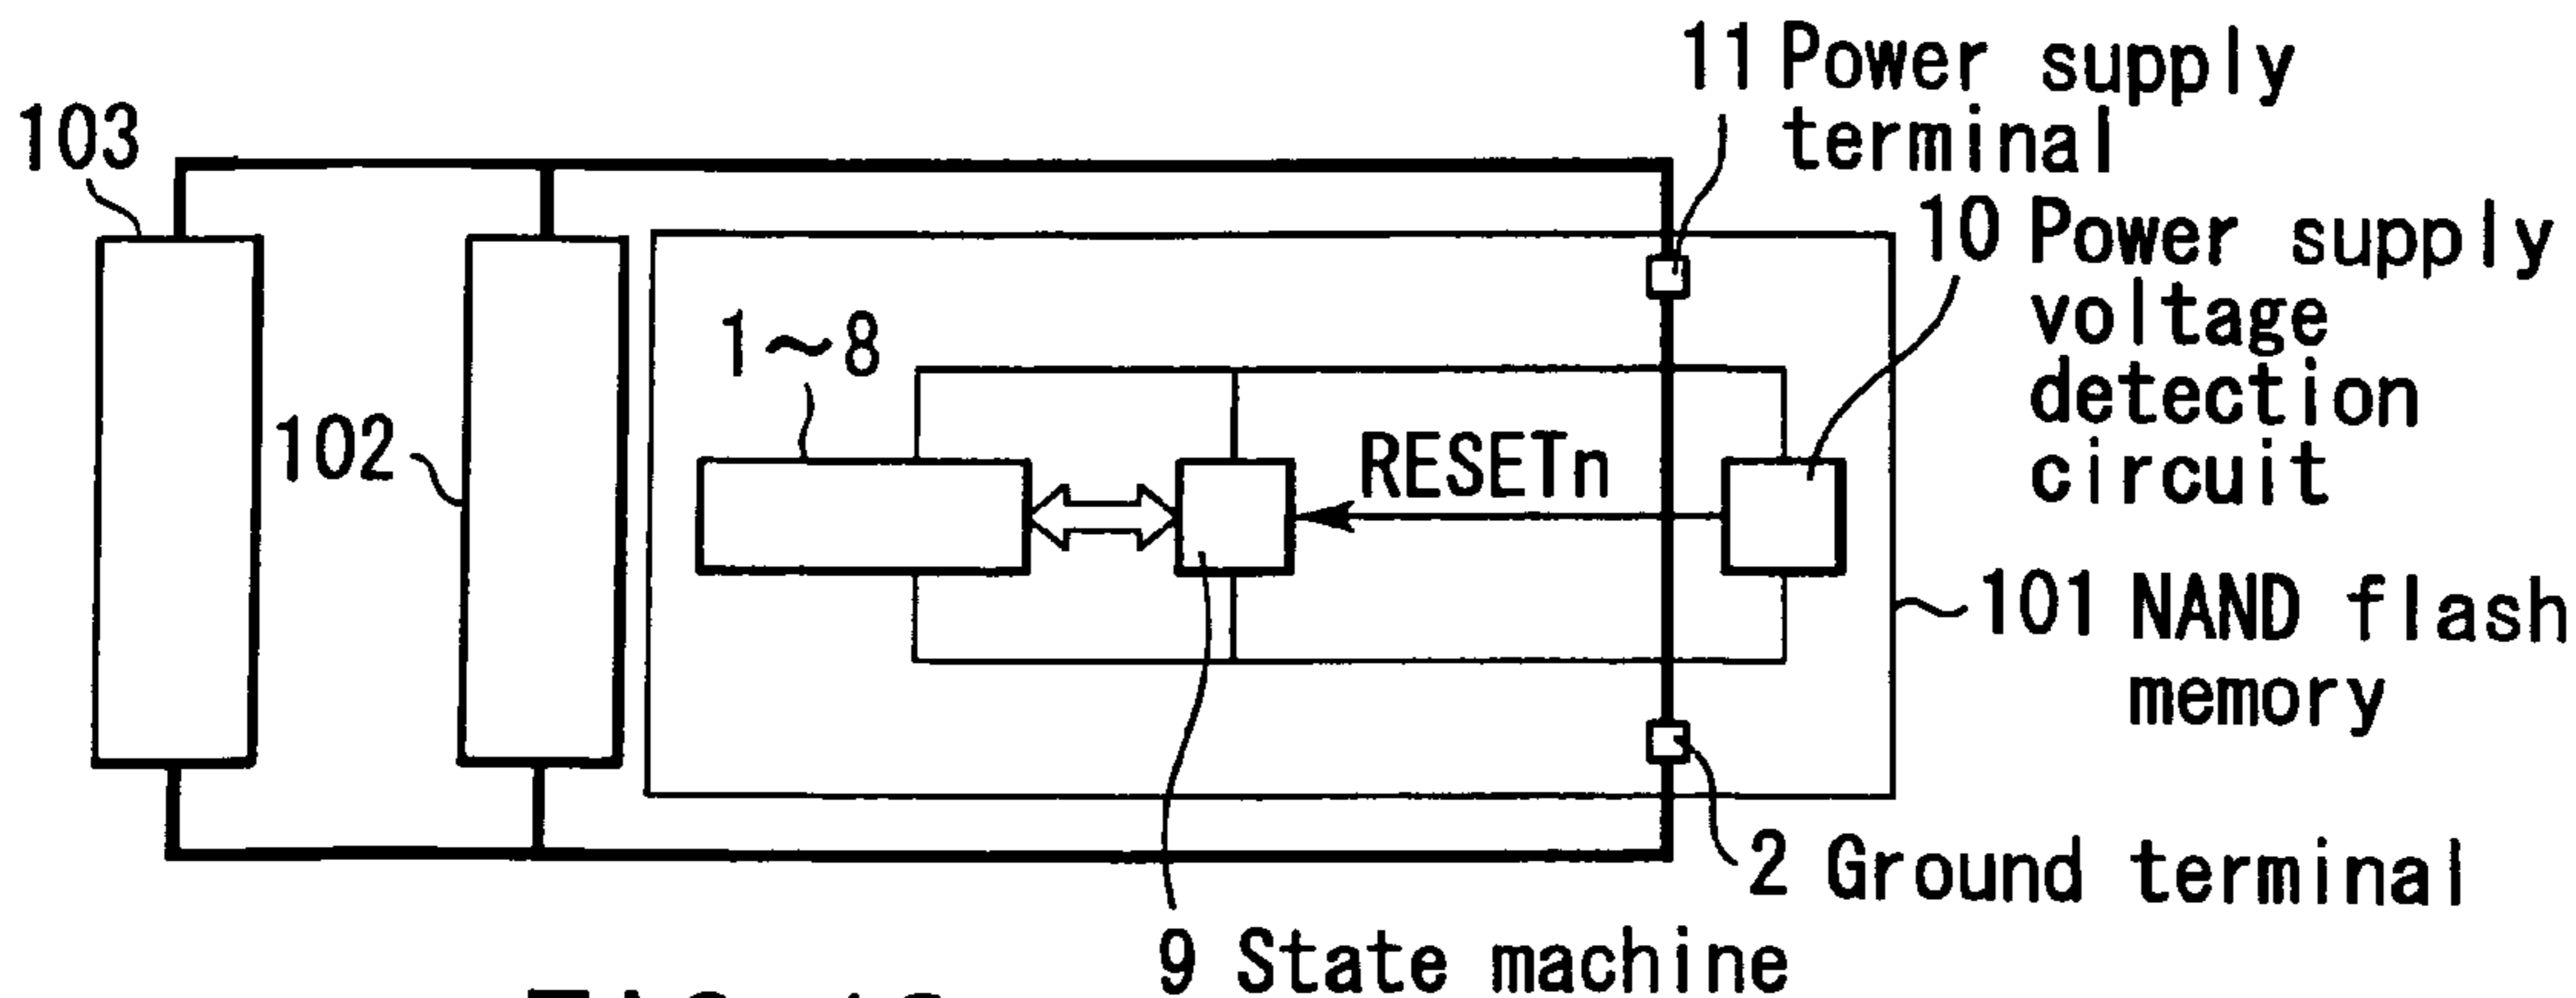 11 Power supply
terminal
103
10 Power supply
voltage
detection
circuit
1~8
102
RESETn
101 NAND flash
memory
2 Ground terminal
9 State machine